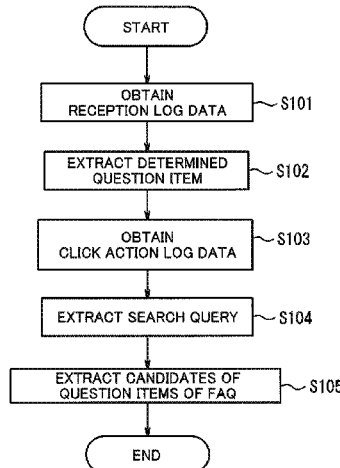 START
OBTAIN
RECEPTION LOG DATA
S101
EXTRACT DETERMINED
QUESTION ITEM
S102
OBTAIN
CLICK ACTION LOG DATA
S103
EXTRACT SEARCH QUERY
S104
EXTRACT CANDIDATES OF
QUESTION ITEMS OF FAQ
S105
END